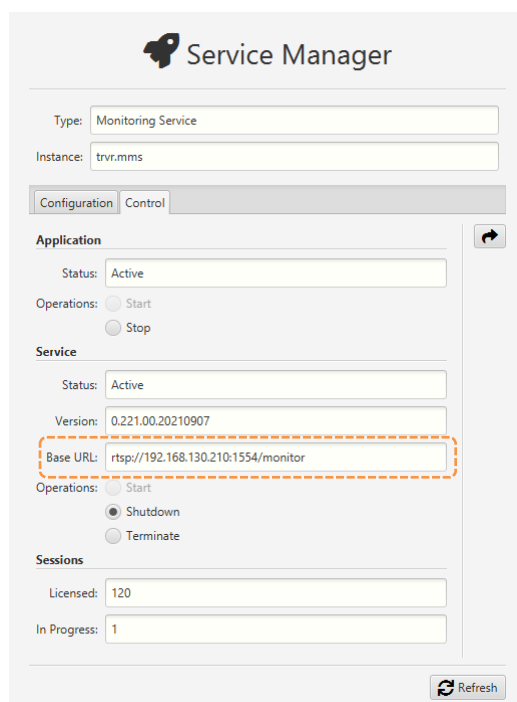 Service Manager
Type: Monitoring Service
Instance: trvr.mms
Configuration Control
Application
Status: Active
Operations: Start
Stop
Service
Status: Active
Version: 0.221.00.20210907
Base URL: rtsp://192.168.130.210:1554/monitor
Operations: Start
Shutdown
Terminate
Sessions
Licensed: 120
In Progress: 1
Refresh